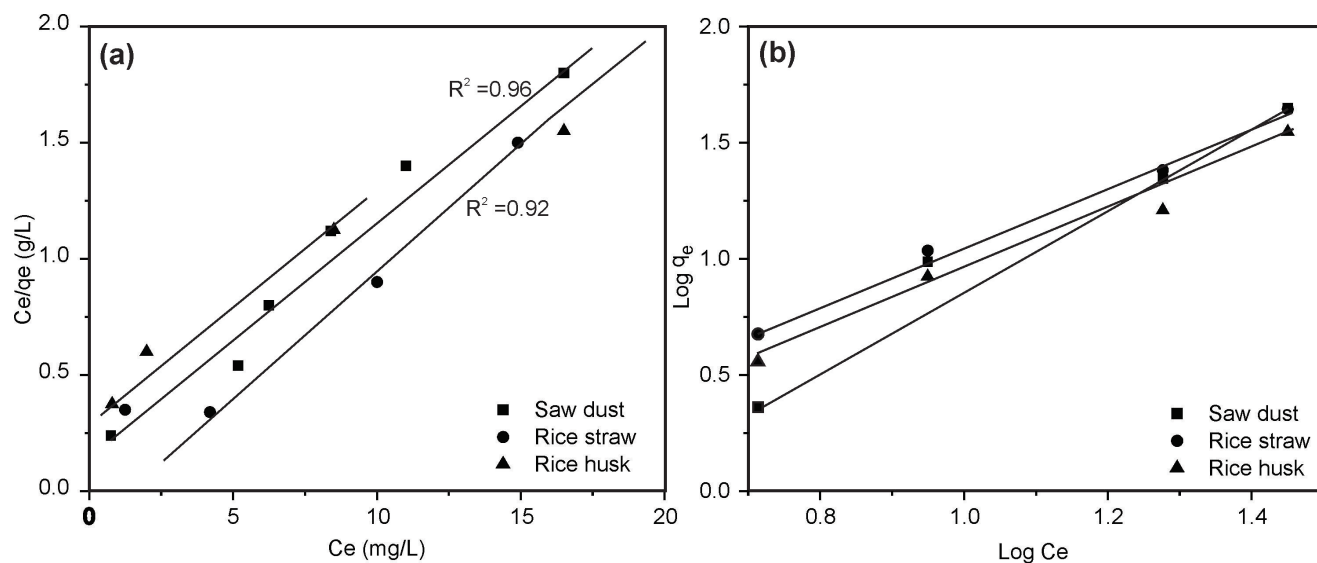 (a)
2.0
1.5
1.0
0.5
0.0
Ce/qe (g/L)
R² =0.96
R² =0.92
Saw dust
Rice straw
Rice husk
0
5
10
15
20
Ce (mg/L)
(b)
2.0
1.5
1.0
0.5
0.0
Log qₑ
Saw dust
Rice straw
Rice husk
0.8
1.0
1.2
1.4
Log Ce